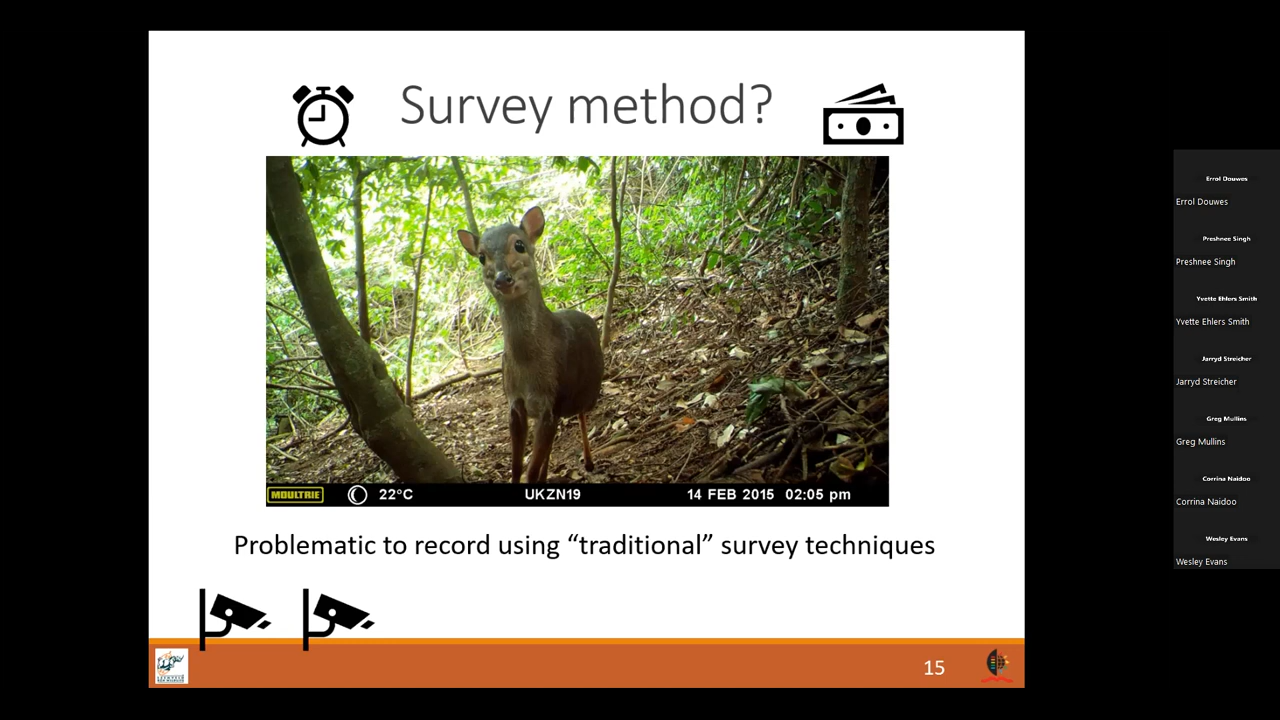 Survey method?
MOULTRIE
22°C
UKZN19
14 FEB 2015 02:05 pm
Problematic to record using “traditional” survey techniques
15
Errol Douwes
Errol Douwes
Preshnee Singh
Preshnee Singh
Yvette Ehlers Smith
Yvette Ehlers Smith
Jarryd Streicher
Jarryd Streicher
Greg Mullins
Greg Mullins
Corrina Naidoo
Corrina Naidoo
Wesley Evans
Wesley Evans